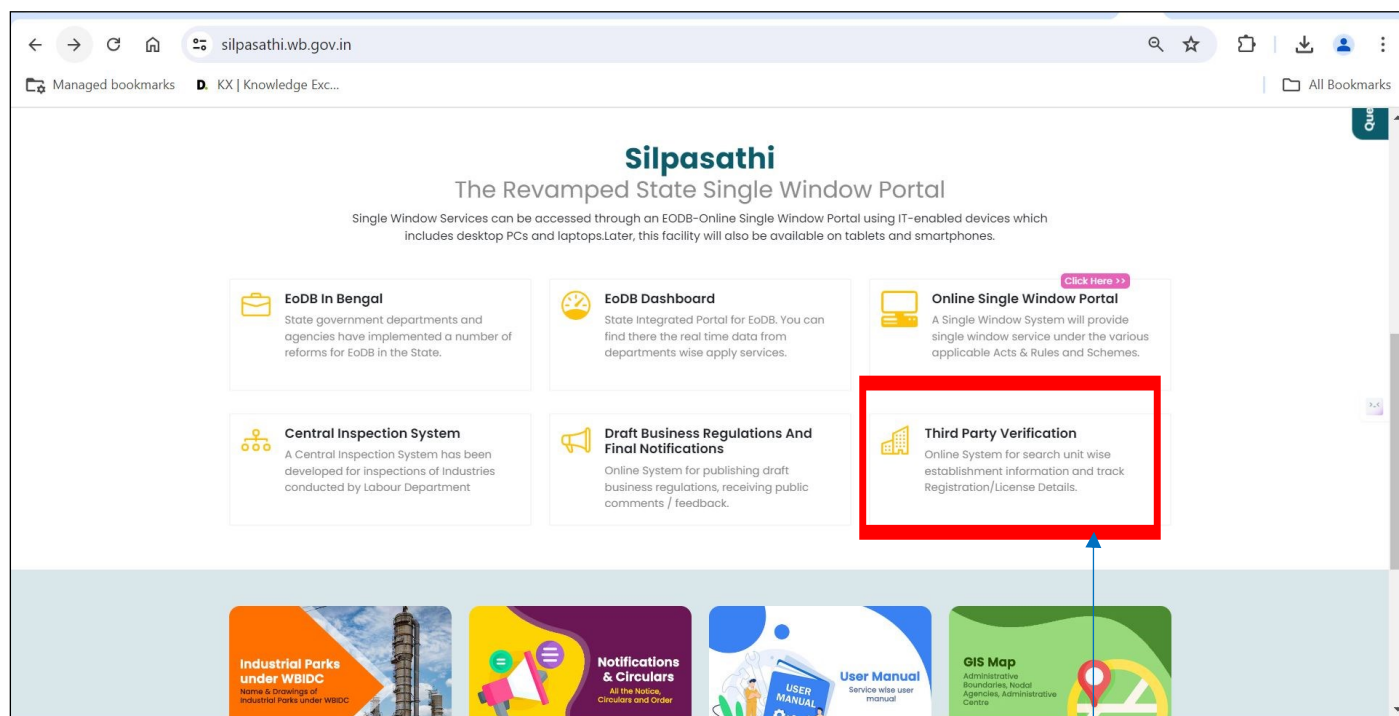 silpasathi.wb.gov.in
Managed bookmarks
D. KX | Knowledge Exc...
All Bookmarks
Que
Silpasathi
The Revamped State Single Window Portal
Single Window Services can be accessed through an EODB-Online Single Window Portal using IT-enabled devices which
includes desktop PCs and laptops.Later, this facility will also be available on tablets and smartphones.
EoDB In Bengal
State government departments and
agencies have implemented a number of
reforms for EoDB in the State.
EoDB Dashboard
State Integrated Portal for EoDB. You can
find there the real time data from
departments wise apply services.
Click Here >>
Online Single Window Portal
A Single Window System will provide
single window service under the various
applicable Acts & Rules and Schemes.
Central Inspection System
A Central Inspection System has been
developed for inspections of Industries
conducted by Labour Department
Draft Business Regulations And
Final Notifications
Online System for publishing draft
business regulations, receiving public
comments / feedback.
Third Party Verification
Online System for search unit wise
establishment information and track
Registration/License Details.
Industrial Parks
under WBIDC
Name & Drawings of
Industrial Parks under WBIDC
Notifications
& Circulars
All the Notice,
Circulars and Order
USER
MANUAL
User Manual
Service wise user
manual
GIS Map
Administrative
Boundaries, Nodal
Agencies, Administrative
Centre